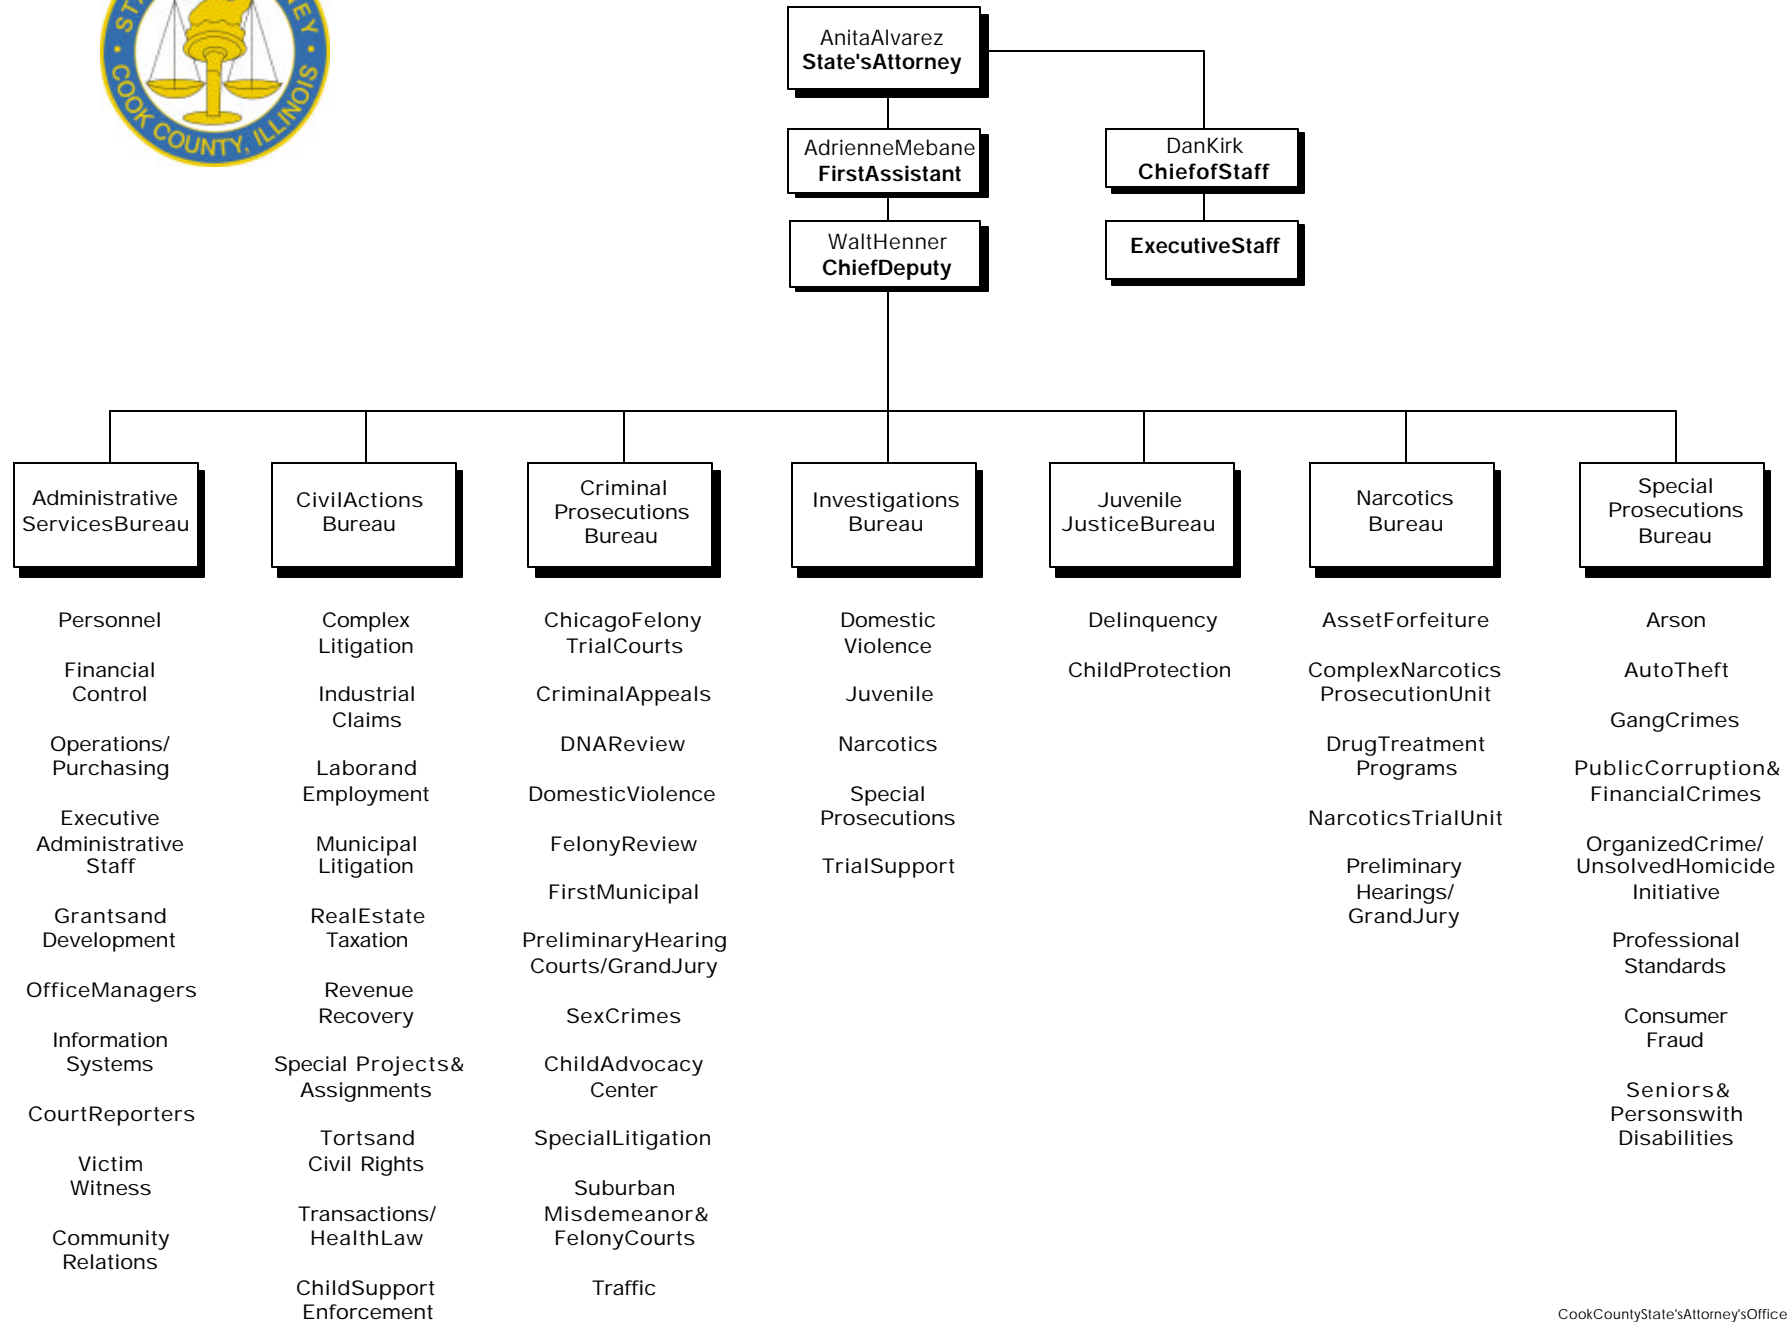 COOK COUNTY, ILLINOIS
AnitaAlvarez
State'sAttorney
AdrienneMebane
FirstAssistant
DanKirk
ChiefofStaff
WaltHenner
ChiefDeputy
ExecutiveStaff
Administrative
ServicesBureau
Personnel
Financial
Control
Operations/
Purchasing
Executive
Administrative
Staff
Grantsand
Development
OfficeManagers
Information
Systems
CourtReporters
Victim
Witness
Community
Relations
CivilActions
Bureau
Complex
Litigation
Industrial
Claims
Laborand
Employment
Municipal
Litigation
RealEstate
Taxation
Revenue
Recovery
Special Projects&
Assignments
Tortsand
Civil Rights
Transactions/
HealthLaw
ChildSupport
Enforcement
Criminal
Prosecutions
Bureau
ChicagoFelony
TrialCourts
CriminalAppeals
DNAReview
DomesticViolence
FelonyReview
FirstMunicipal
PreliminaryHearing
Courts/GrandJury
SexCrimes
ChildAdvocacy
Center
SpecialLitigation
Suburban
Misdemeanor&
FelonyCourts
Traffic
Investigations
Bureau
Domestic
Violence
Juvenile
Narcotics
Special
Prosecutions
TrialSupport
Juvenile
JusticeBureau
Delinquency
ChildProtection
Narcotics
Bureau
AssetForfeiture
ComplexNarcotics
ProsecutionUnit
DrugTreatment
Programs
NarcoticsTrialUnit
Preliminary
Hearings/
GrandJury
Special
Prosecutions
Bureau
Arson
AutoTheft
GangCrimes
PublicCorruption&
FinancialCrimes
OrganizedCrime/
UnsolvedHomicide
Initiative
Professional
Standards
Consumer
Fraud
Seniors&
Personswith
Disabilities
CookCountyState'sAttorney'sOffice